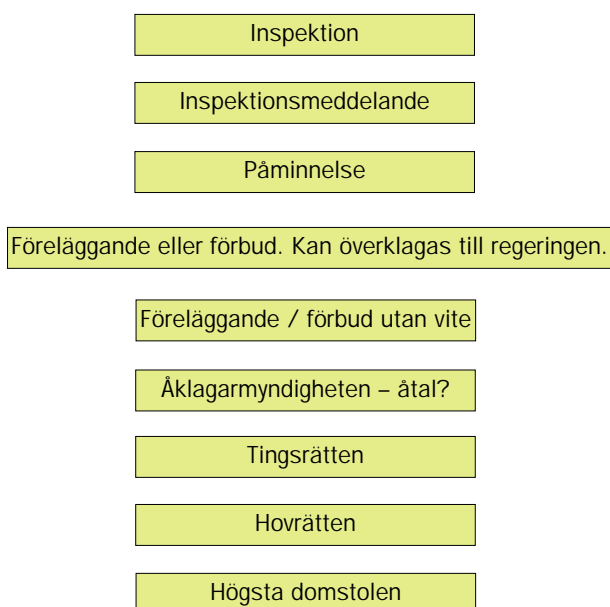 Inspektion
Inspektionsmeddelande
Påminnelse
Föreläggande eller förbud. Kan överklagas till regeringen.
Föreläggande / förbud utan vite
Åklagarmyndigheten – åtal?
Tingsrätten
Hovrätten
Högsta domstolen